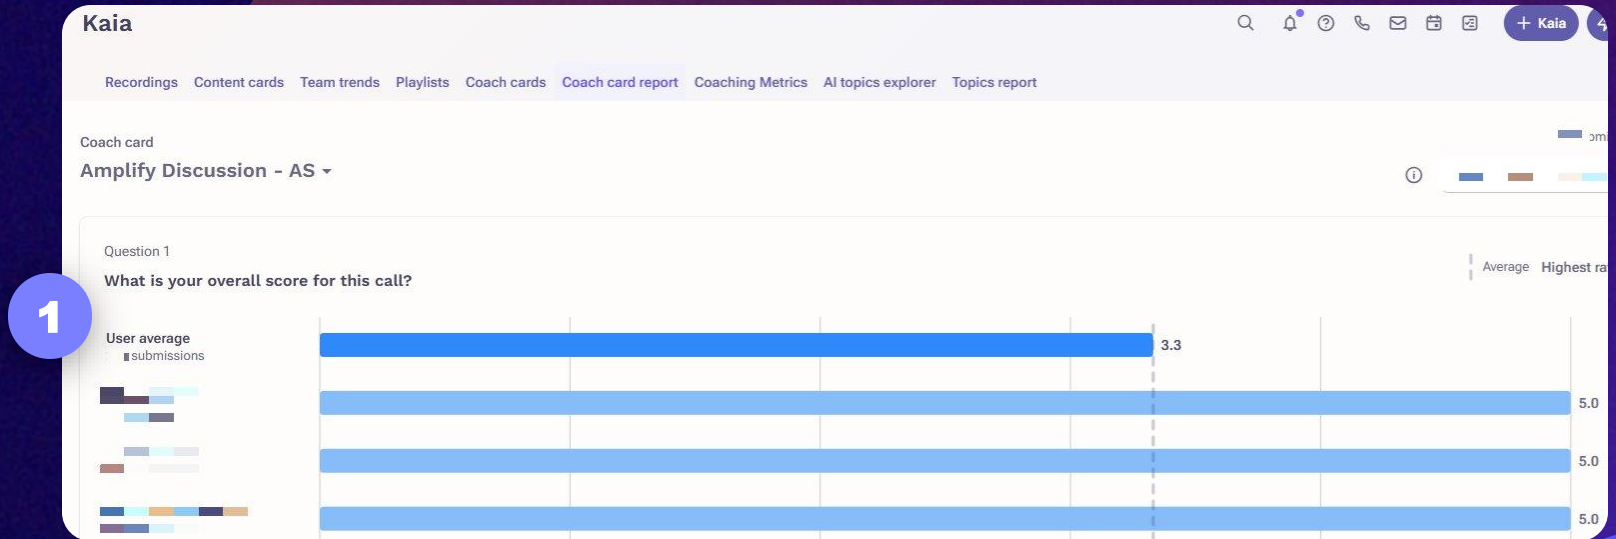 Kaia
+ Kaia
Recordings Content cards Team trends Playlists Coach cards Coach card report Coaching Metrics AI topics explorer Topics report
Coach card
Amplify Discussion - AS
Question 1
What is your overall score for this call?
Average Highest
1
User average
submissions
3.3
5.0
5.0
5.0